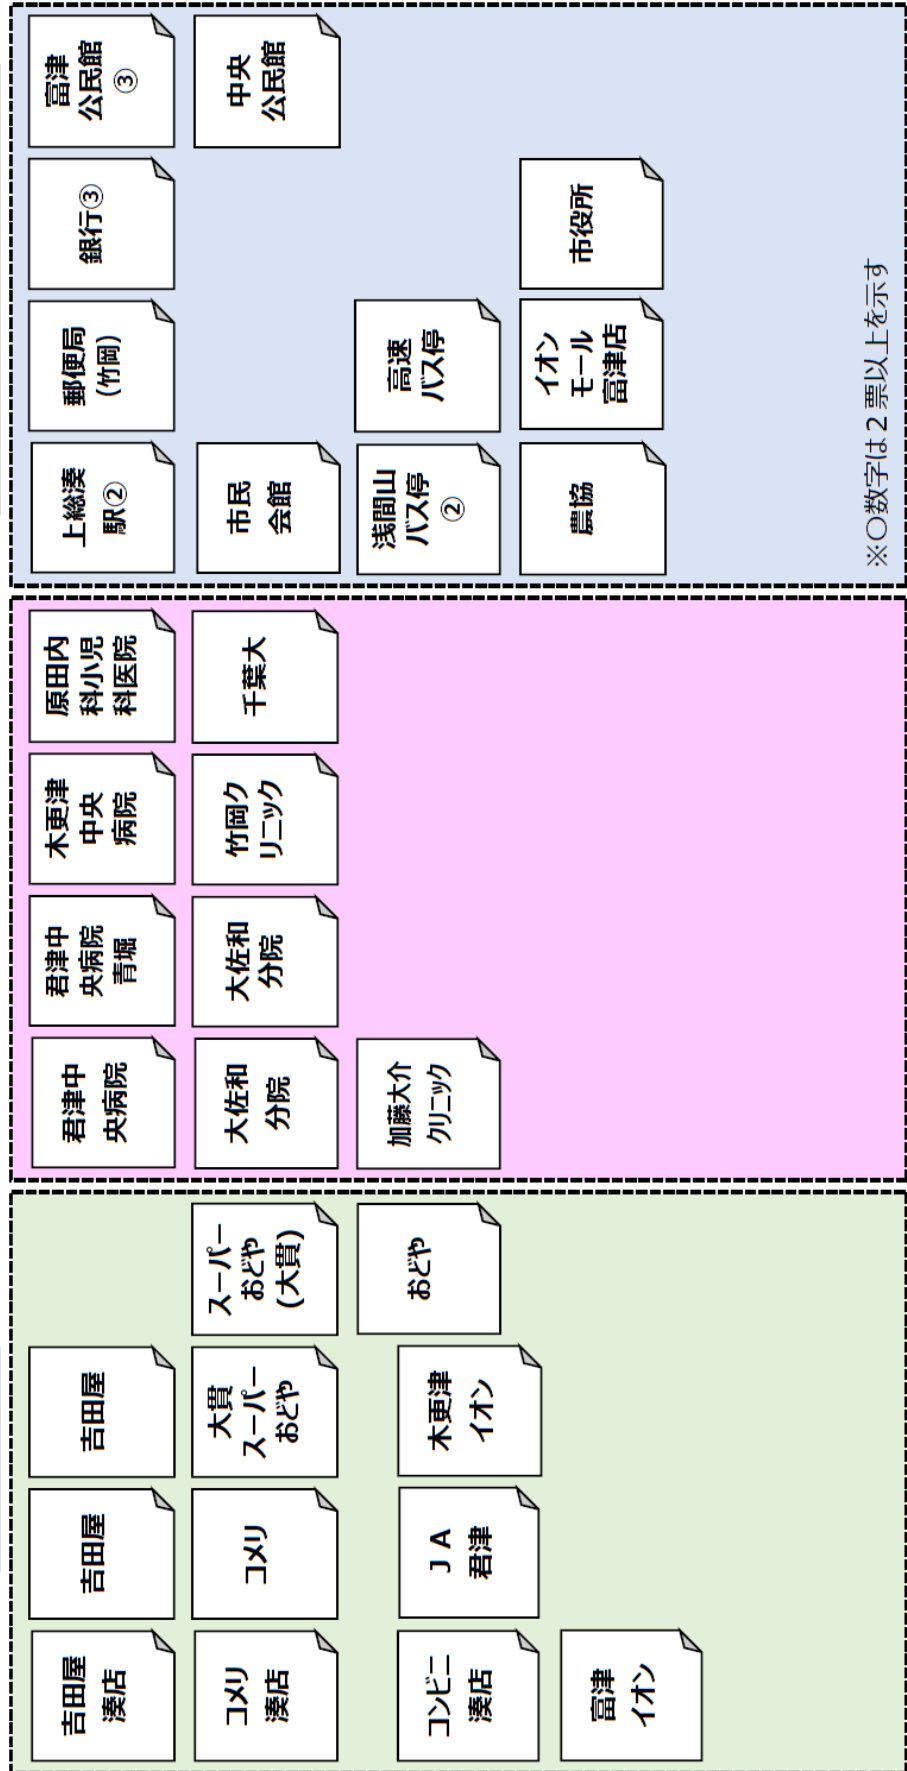 吉田屋
湊店
吉田屋
吉田屋
コメリ
湊店
コメリ
大貫
スーパー
おどや
スーパー
おどや
(大貫)
コンビニ
湊店
ＪＡ
君津
木更津
イオン
おどや
富津
イオン
君津中
央病院
君津中
央病院
青堀
木更津
中央
病院
原田内
科小児
科医院
大佐和
分院
大佐和
分院
竹岡ク
リニック
千葉大
加藤大介
クリニック
上総湊
駅②
郵便局
(竹岡)
銀行③
富津
公民館
③
市民
会館
中央
公民館
浅間山
バス停
②
高速
バス停
農協
イオン
モール
富津店
市役所
※〇数字は２票以上を示す